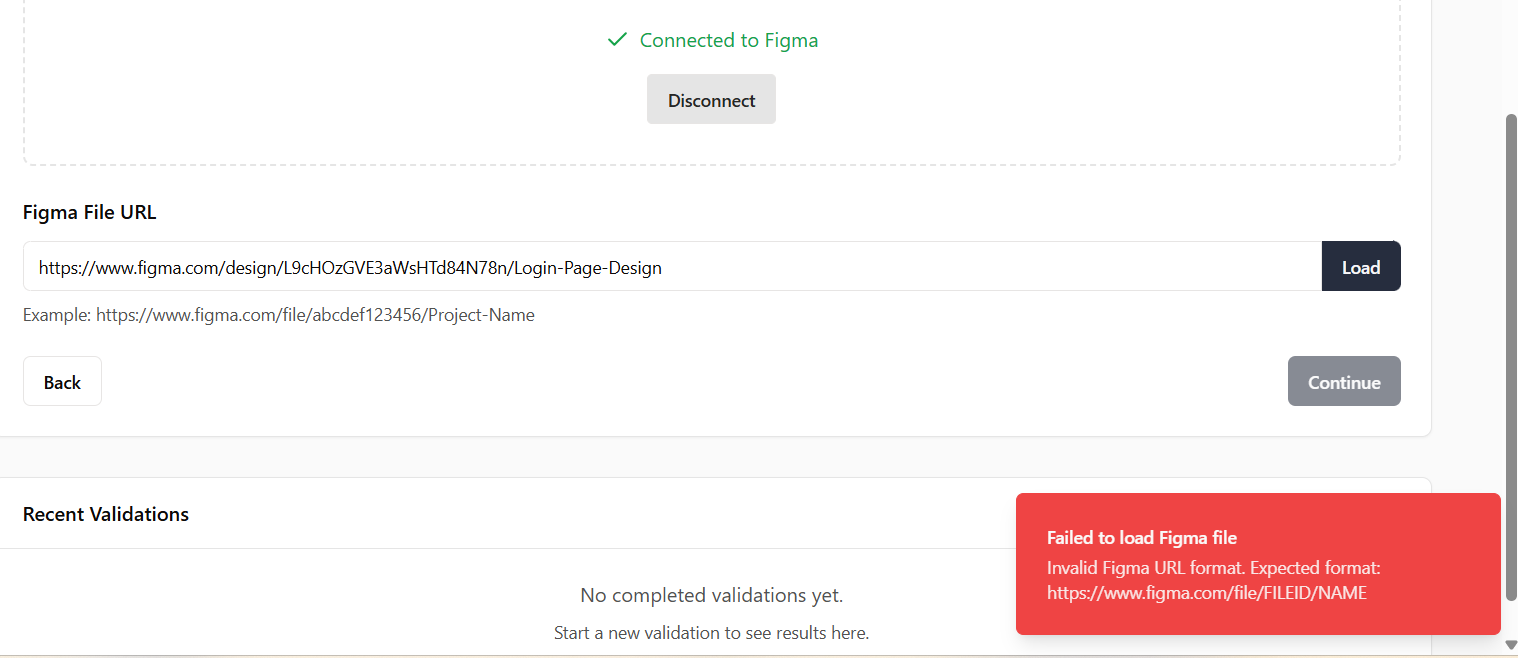 Connected to Figma
Disconnect
Figma File URL
https://www.figma.com/design/L9cHOzGVE3aWsHTd84N78n/Login-Page-Design
Load
Example: https://www.figma.com/file/abcdef123456/Project-Name
Back
Continue
Recent Validations
No completed validations yet.
Start a new validation to see results here.
Failed to load Figma file
Invalid Figma URL format. Expected format:
https://www.figma.com/file/FILEID/NAME